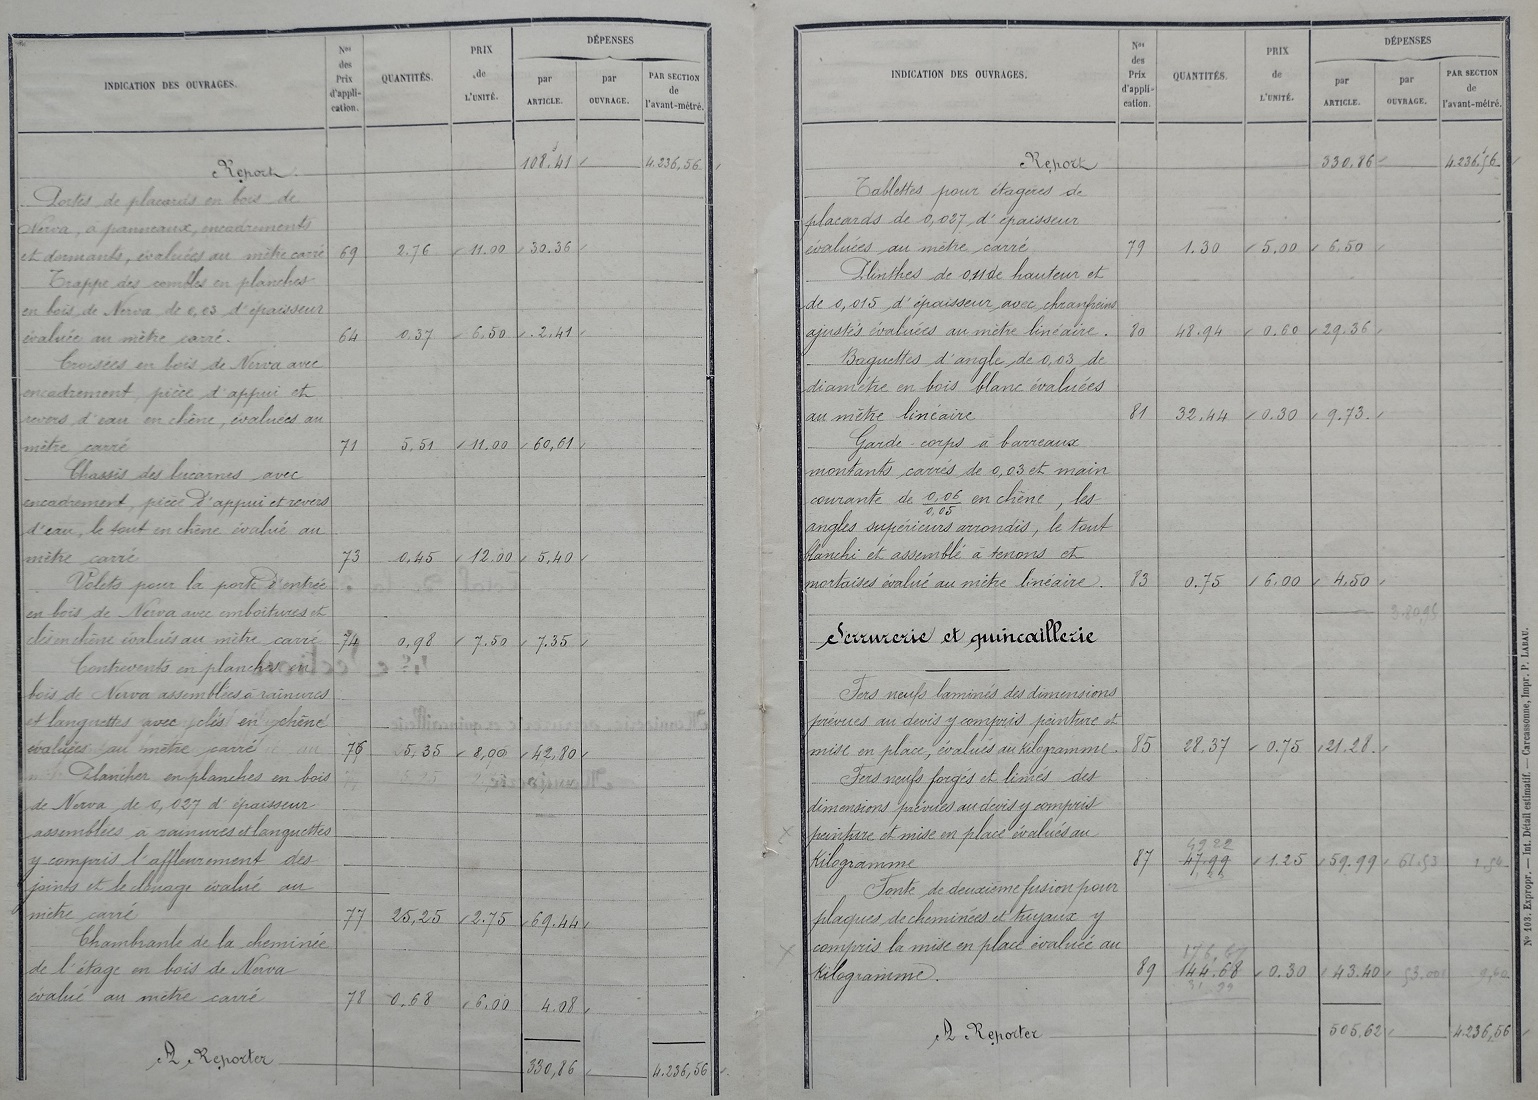 INDICATION DES OUVRAGES.
Nos des Prix d'application.
QUANTITÉS.
PRIX de L'UNITÉ.
DÉPENSES
par ARTICLE.
par OUVRAGE.
PAR SECTION de l'avant-métré.
Report 108.41 4.236,56
Portes de placards en bois de
Nerva, à panneaux, encadrements
et dormants, évaluées au mètre carré 69 2.76 11.00 30.36
Trappe des combles en planches
en bois de Nerva de 0,03 d'épaisseur
évaluée au mètre carré. 64 0.37 6.50 2.41
Croisées en bois de Nerva avec
encadrement, pièce d'appui et
revers d'eau en chêne, évaluées au
mètre carré 71 5.51 11.00 60,61
Chassis des lucarnes avec
encadrement, pièce d'appui et revers
d'eau, le tout en chêne évalué au
mètre carré 73 0,45 12.00 5,40
Volets pour la porte d'entrée
en bois de Nerva avec emboitures et
clés en chêne évalués au mètre carré 74 0,98 7.50 7.35
Contrevents en planches en
bois de Nerva assemblées à rainures
et languettes avec clés en chêne
évaluées au mètre carré 76 5.35 8,00 42.80
Plancher en planches en bois
de Nerva de 0,027 d'épaisseur
assemblées à rainures et languettes
y compris l'affleurement des
joints et le clouage évalué au
mètre carré 77 25,25 2.75 69.44
Chambranle de la cheminée
de l'étage en bois de Nerva
évalué au mètre carré 78 0.68 6.00 4.08
A Reporter 330,86 4.236,56
INDICATION DES OUVRAGES.
Nos des Prix d'application.
QUANTITÉS.
PRIX de L'UNITÉ.
DÉPENSES
par ARTICLE.
par OUVRAGE.
PAR SECTION de l'avant-métré.
Report 330,86 4.236.56
Tablettes pour étagères de
placards de 0,027 d'épaisseur
évaluées au mètre carré 79 1.30 5,00 6.50
Plinthes de 0,11 de hauteur et
de 0,015 d'épaisseur avec chranfreins
ajustés évaluées au mètre linéaire. 80 48.94 0.60 29.36
Baguettes d'angle de 0,03 de
diamètre en bois blanc évaluées
au mètre linéaire 81 32.44 0.30 9.73
Garde-corps à barreaux
montants carrés de 0,03 et main
courante de 0,06/0,05 en chêne, les
angles supérieurs arrondis, le tout
blanchi et assemblé à tenons et
mortaises évalué au mètre linéaire. 83 0.75 6.00 4.50
380,95
Serrurerie et quincaillerie
Fers neufs laminés des dimensions
prévues au devis y compris peinture et
mise en place, évalués au kilogramme. 85 28.37 0.75 21.28
Fers neufs forgés et limés des
dimensions prévues au devis y compris
peinture et mise en place évalués au
49 22
kilogramme 87 47.99 1.25 59.99 61.53
Fonte de deuxième fusion pour
plaques de cheminées et tuyaux y
compris la mise en place évaluée au
176,67
kilogramme. 89 144.68 0.30 43.40 53.00
31 99
A Reporter 505.62 4.236,56
No 103. Expropr. — Int. Détail estimatif. — Carcassonne, Impr. P. LABAU.